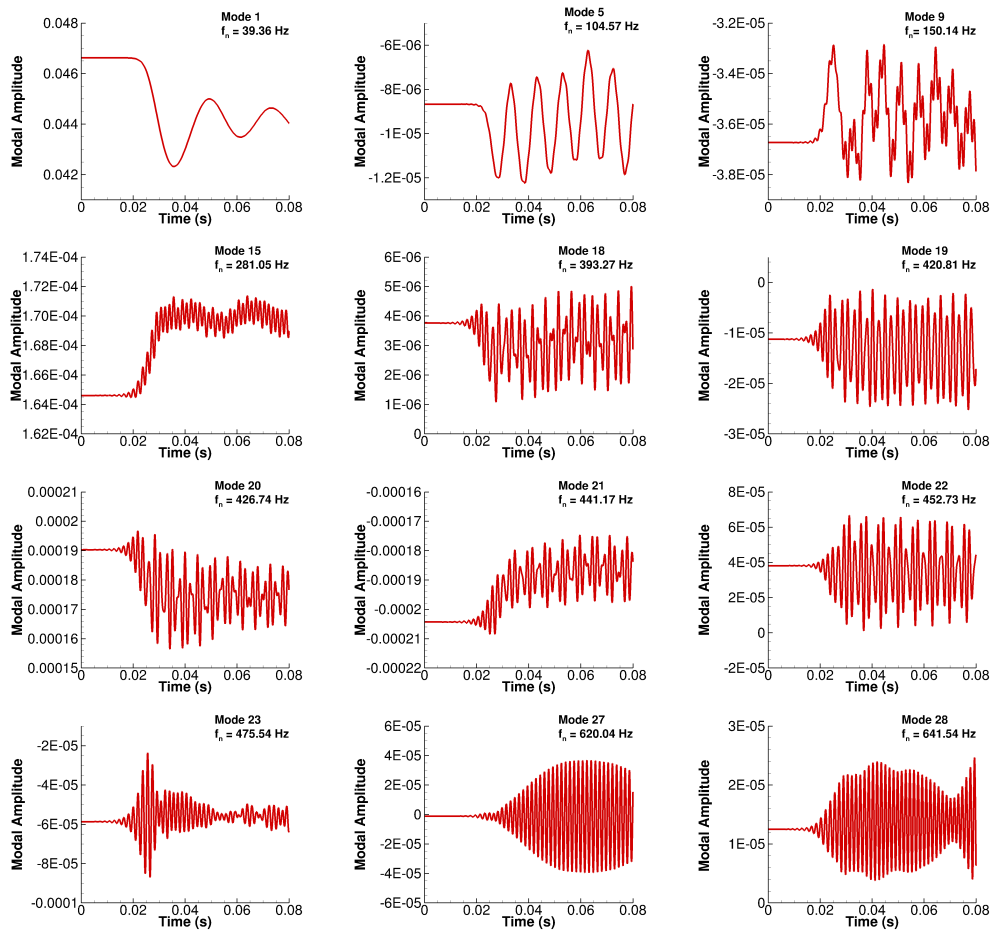 Mode 1
f_n = 39.36 Hz
0.048
0.046
0.044
0.042
Modal Amplitude
0 0.02 0.04 0.06 0.08
Time (s)
Mode 5
f_n = 104.57 Hz
-6E-06
-8E-06
-1E-05
-1.2E-05
Modal Amplitude
0 0.02 0.04 0.06 0.08
Time (s)
Mode 9
f_n = 150.14 Hz
-3.2E-05
-3.4E-05
-3.6E-05
-3.8E-05
Modal Amplitude
0 0.02 0.04 0.06 0.08
Time (s)
Mode 15
f_n = 281.05 Hz
1.74E-04
1.72E-04
1.70E-04
1.68E-04
1.66E-04
1.64E-04
1.62E-04
Modal Amplitude
0 0.02 0.04 0.06 0.08
Time (s)
Mode 18
f_n = 393.27 Hz
6E-06
5E-06
4E-06
3E-06
2E-06
1E-06
0
Modal Amplitude
0 0.02 0.04 0.06 0.08
Time (s)
Mode 19
f_n = 420.81 Hz
0
-1E-05
-2E-05
-3E-05
Modal Amplitude
0 0.02 0.04 0.06 0.08
Time (s)
Mode 20
f_n = 426.74 Hz
0.00021
0.0002
0.00019
0.00018
0.00017
0.00016
0.00015
Modal Amplitude
0 0.02 0.04 0.06 0.08
Time (s)
Mode 21
f_n = 441.17 Hz
-0.00016
-0.00017
-0.00018
-0.00019
-0.0002
-0.00021
-0.00022
Modal Amplitude
0 0.02 0.04 0.06 0.08
Time (s)
Mode 22
f_n = 452.73 Hz
8E-05
6E-05
4E-05
2E-05
0
-2E-05
Modal Amplitude
0 0.02 0.04 0.06 0.08
Time (s)
Mode 23
f_n = 475.54 Hz
-2E-05
-4E-05
-6E-05
-8E-05
-0.0001
Modal Amplitude
0 0.02 0.04 0.06 0.08
Time (s)
Mode 27
f_n = 620.04 Hz
6E-05
4E-05
2E-05
0
-2E-05
-4E-05
-6E-05
Modal Amplitude
0 0.02 0.04 0.06 0.08
Time (s)
Mode 28
f_n = 641.54 Hz
3E-05
2E-05
1E-05
0
Modal Amplitude
0 0.02 0.04 0.06 0.08
Time (s)